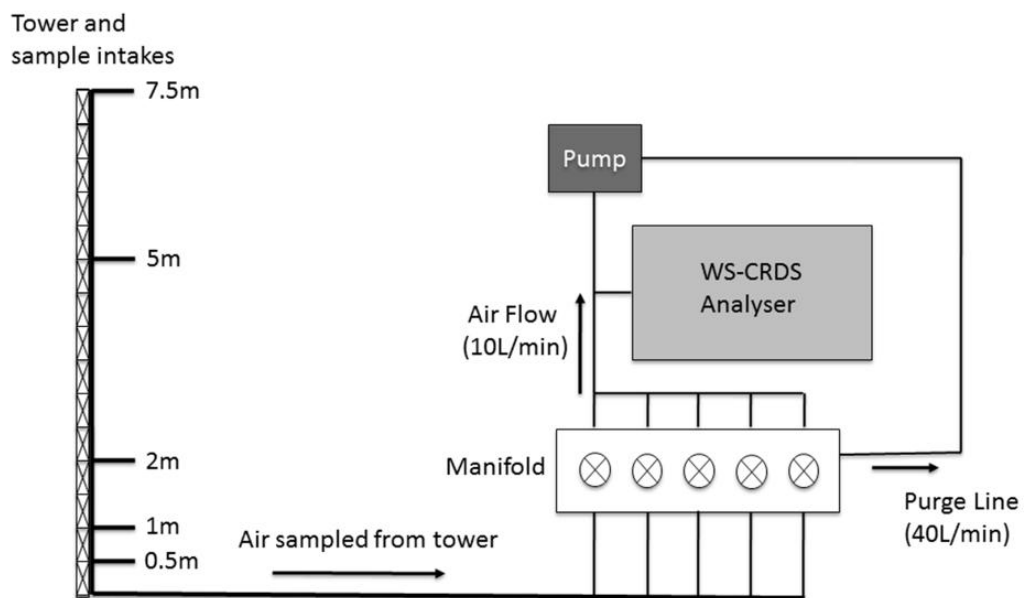 Tower and
sample intakes
7.5m
5m
2m
1m
0.5m
Air sampled from tower
Pump
WS-CRDS
Analyser
Air Flow
(10L/min)
Manifold
Purge Line
(40L/min)